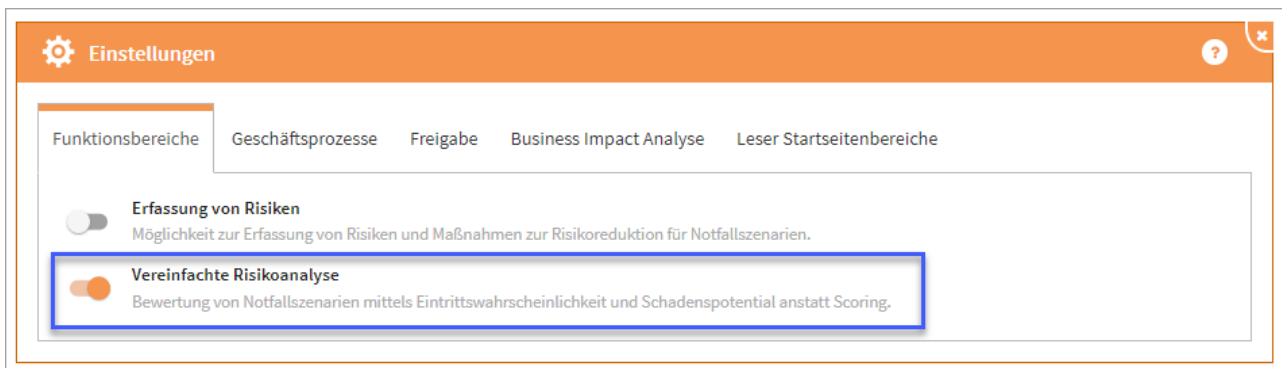 Einstellungen
Funktionsbereiche Geschäftsprozesse Freigabe Business Impact Analyse Leser Startseitenbereiche
Erfassung von Risiken
Möglichkeit zur Erfassung von Risiken und Maßnahmen zur Risikoreduktion für Notfallszenarien.
Vereinfachte Risikoanalyse
Bewertung von Notfallszenarien mittels Eintrittswahrscheinlichkeit und Schadenspotential anstatt Scoring.